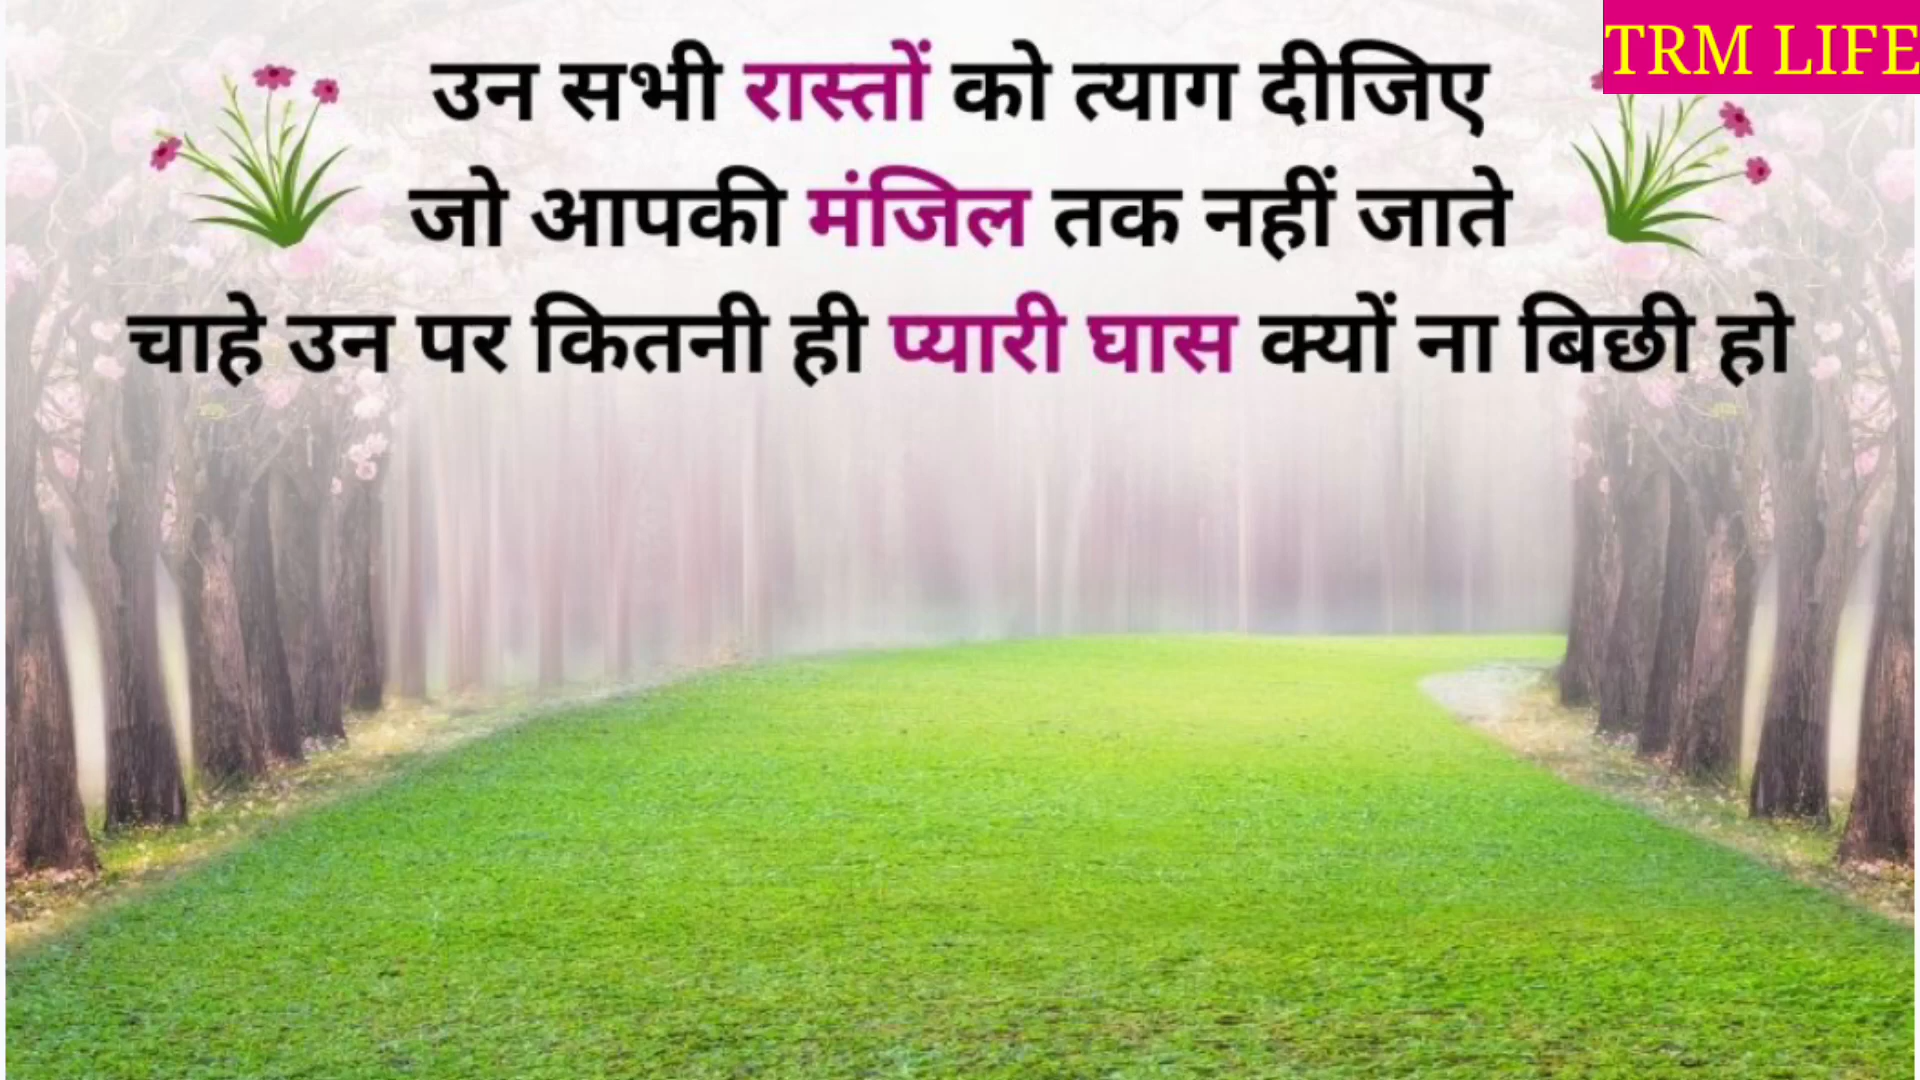 TRM LIFE
उन सभी रास्तों को त्याग दीजिए
जो आपकी मंजिल तक नहीं जाते
चाहे उन पर कितनी ही प्यारी घास क्यों ना बिछी हो